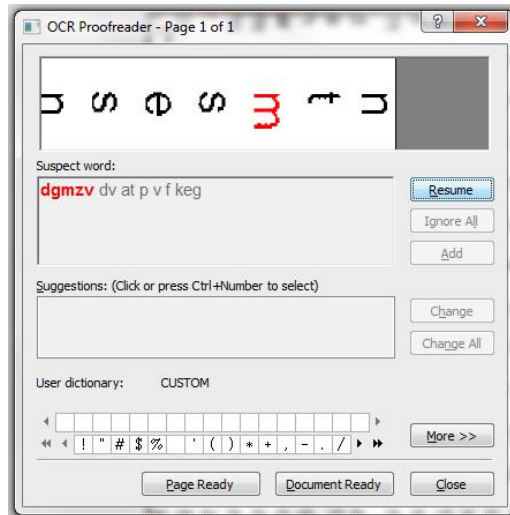 OCR Proofreader - Page 1 of 1
Suspect word:
dgmzv dv at p v f keg
Resume
Ignore All
Add
Suggestions: (Click or press Ctrl+Number to select)
Change
Change All
User dictionary: CUSTOM
! " # $ % ' ( ) * + , - . /
More >>
Page Ready Document Ready Close